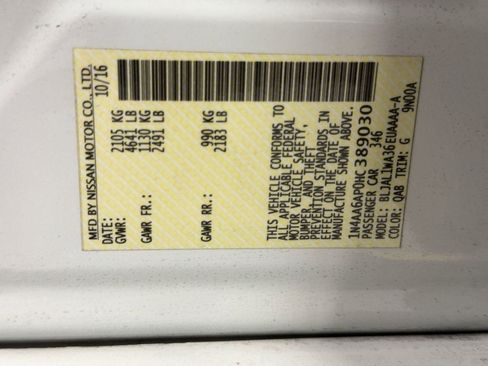 MFD BY NISSAN MOTOR CO., LTD.
DATE: 10/16
GVWR: 2105 KG
4641 LB
GAWR FR.: 1130 KG
2491 LB
GAWR RR.: 990 KG
2183 LB
THIS VEHICLE CONFORMS TO
ALL APPLICABLE FEDERAL
MOTOR VEHICLE SAFETY,
BUMPER AND THEFT
PREVENTION STANDARDS IN
EFFECT ON THE DATE OF
MANUFACTURE SHOWN ABOVE.
1N4AA6AP0HC389030
PASSENGER CAR 346
MODEL: BLJALIWA36EUAAAA-A
COLOR: QAB TRIM: G 9N00A